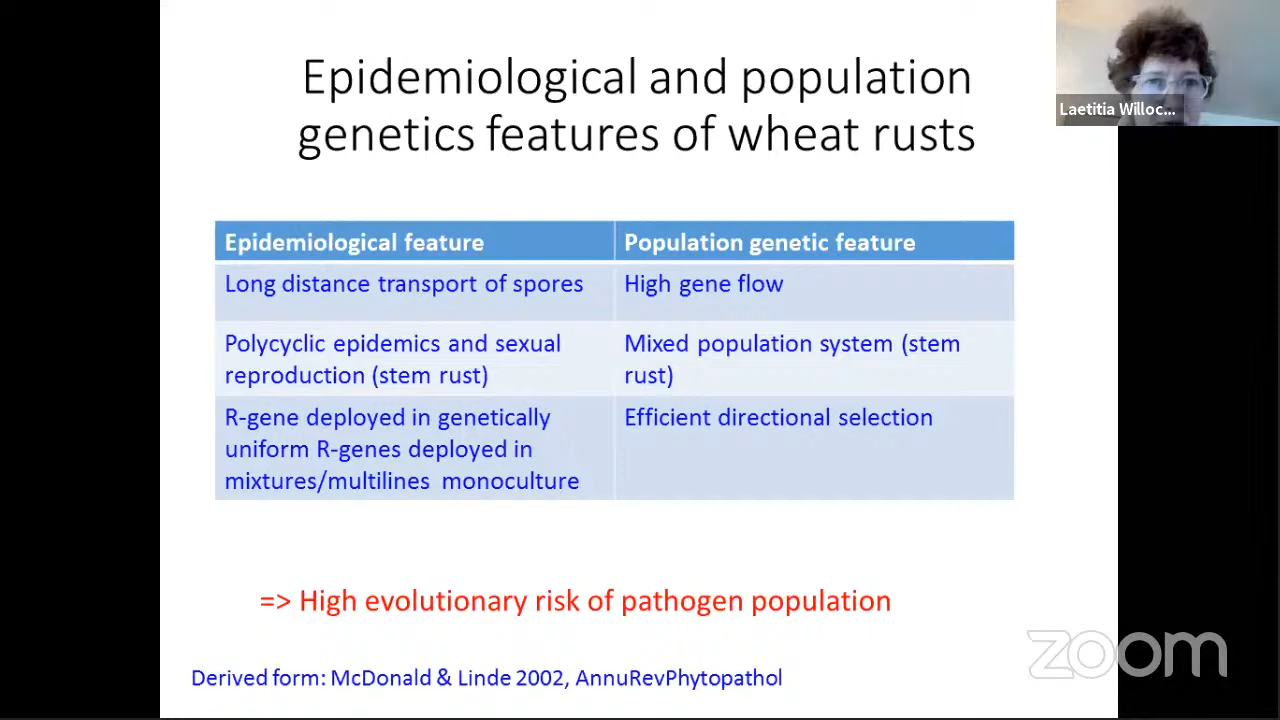 Epidemiological and population
genetics features of wheat rusts
Laetitia Willoc...
Epidemiological feature
Population genetic feature
Long distance transport of spores
High gene flow
Polycyclic epidemics and sexual
reproduction (stem rust)
Mixed population system (stem
rust)
R-gene deployed in genetically
uniform R-genes deployed in
mixtures/multilines monoculture
Efficient directional selection
=> High evolutionary risk of pathogen population
Derived form: McDonald & Linde 2002, AnnuRevPhytopathol
zoom